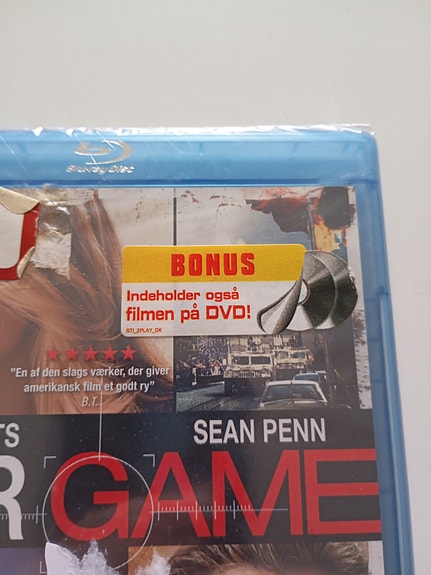 Blu-ray Disc
BONUS
Indeholder også
filmen på DVD!
STI_2PLAY_DK
"En af den slags værker, der giver
amerikansk film et godt ry"
B.T.
TS SEAN PENN
R GAME